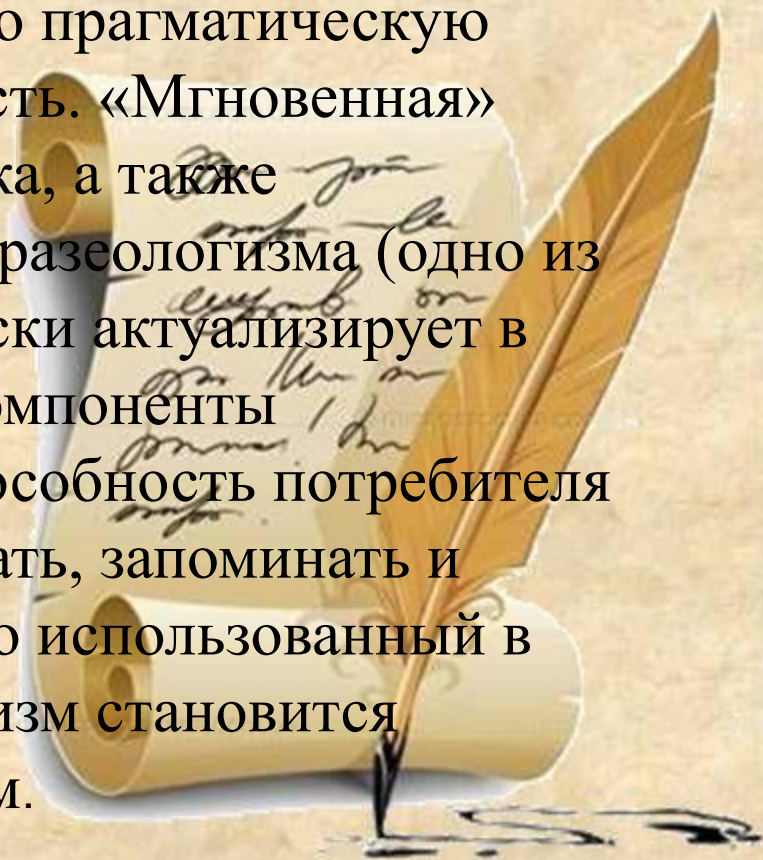 о прагматическую
сть. «Мгновенная»
ка, а также
разеологизма (одно из
ски актуализирует в
омпоненты
особность потребителя
ать, запоминать и
о использованный в
изм становится
м.